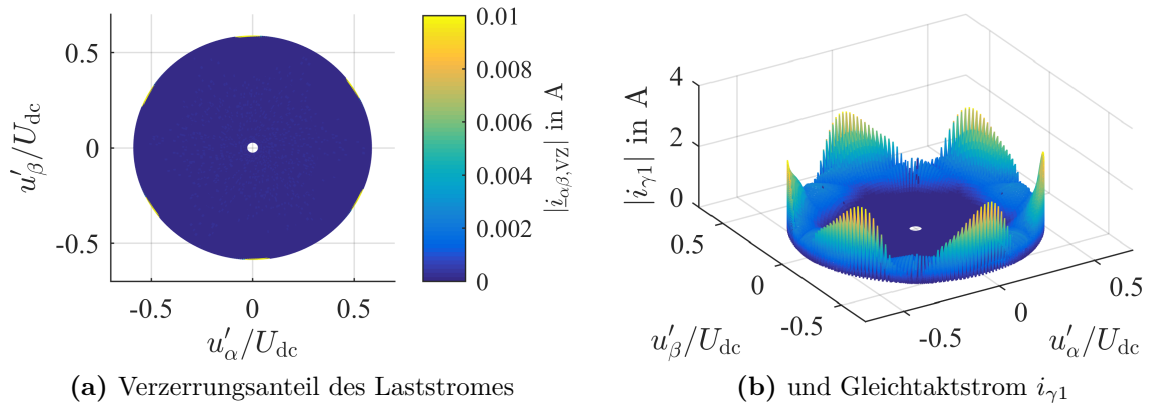 0.5
0
-0.5
-0.5
0
0.5
u′β/Udc
u′α/Udc
0.01
0.008
0.006
0.004
0.002
0
|i̲αβ,VZ| in A
4
2
0
|iγ1| in A
0.5
0
-0.5
u′β/Udc
-0.5
0
0.5
u′α/Udc
(a) Verzerrungsanteil des Laststromes
(b) und Gleichtaktstrom iγ1